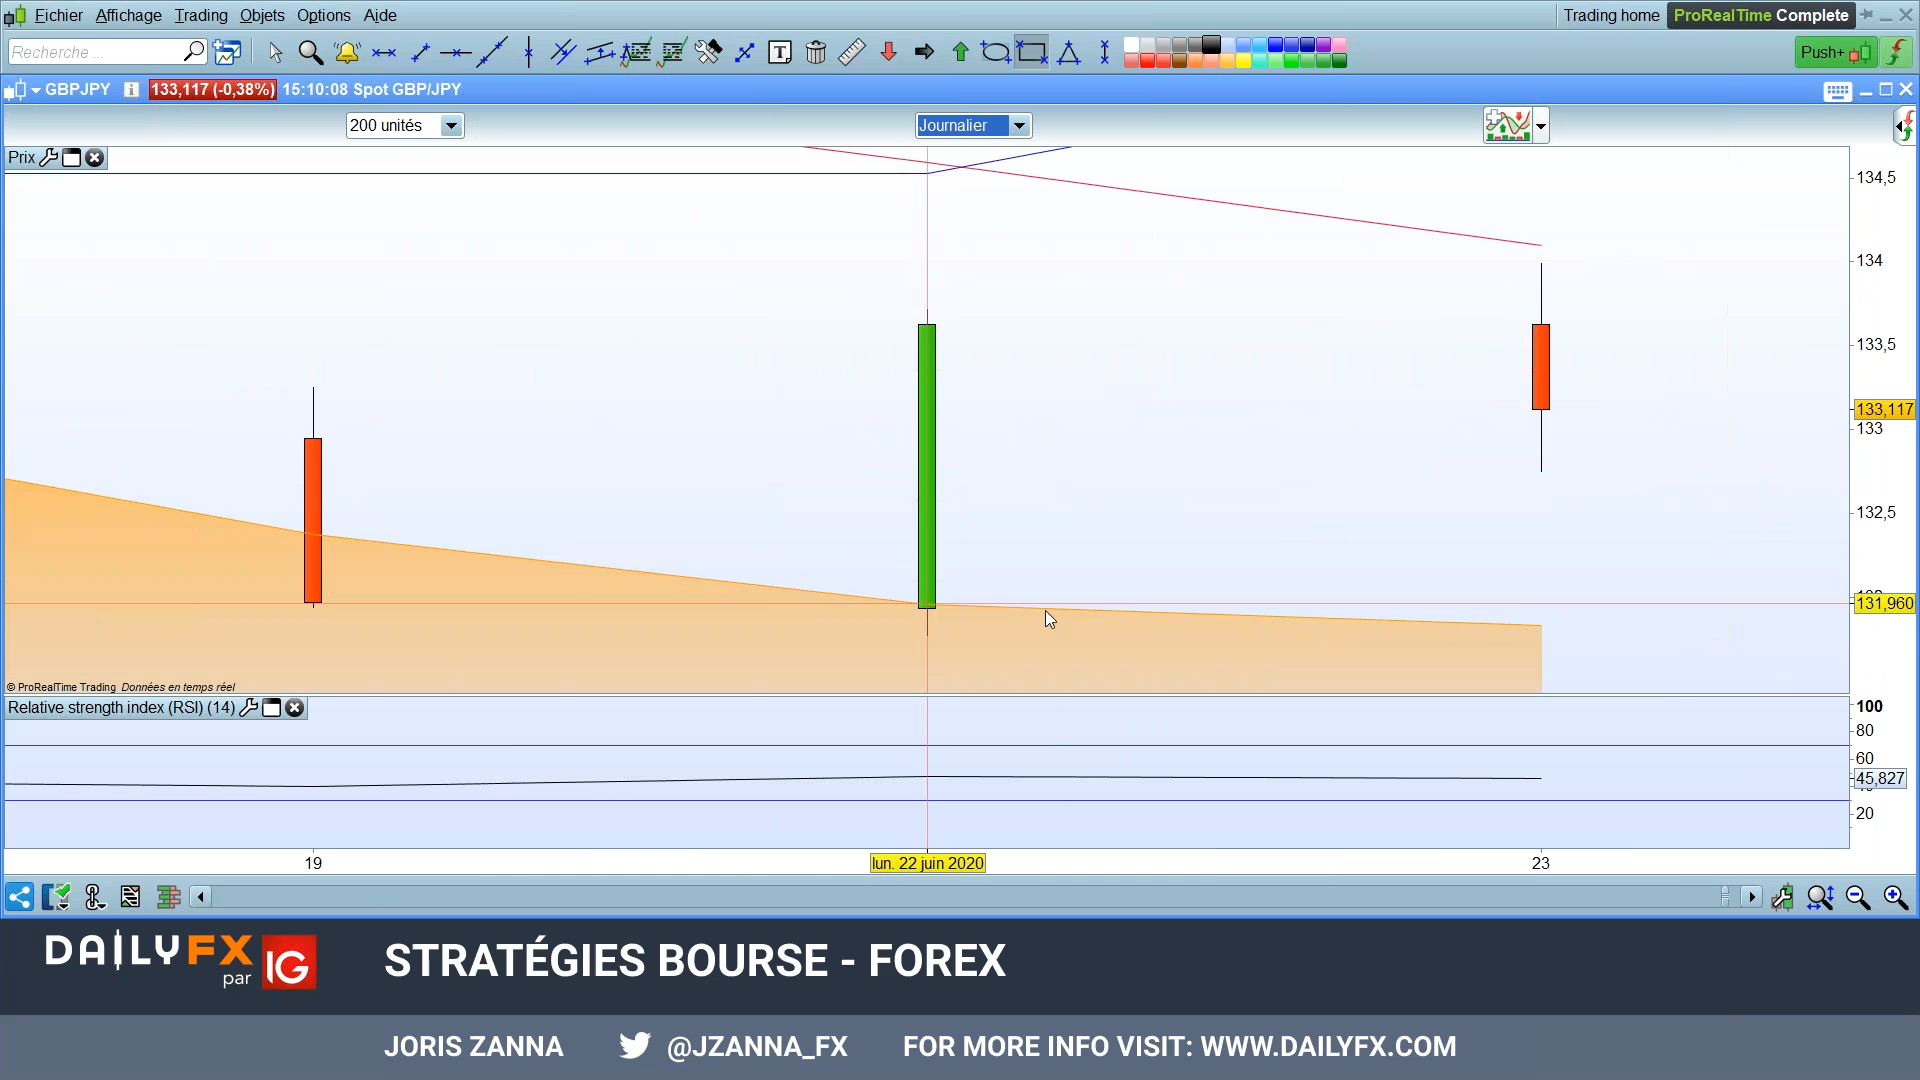 Fichier Affichage Trading Objets Options Aide
Trading home ProRealTime Complete
Recherche ...
Push+
GBPJPY 133,117 (-0,38%) 15:10:08 Spot GBP/JPY
200 unités Journalier
Prix
134,5
134
133,5
133,117
133
132,5
131,960
© ProRealTime Trading Données en temps réel
Relative strength index (RSI) (14)
100
80
60
45,827
20
19 lun. 22 juin 2020 23
DAILYFX
par IG
STRATÉGIES BOURSE - FOREX
JORIS ZANNA @JZANNA_FX FOR MORE INFO VISIT: WWW.DAILYFX.COM